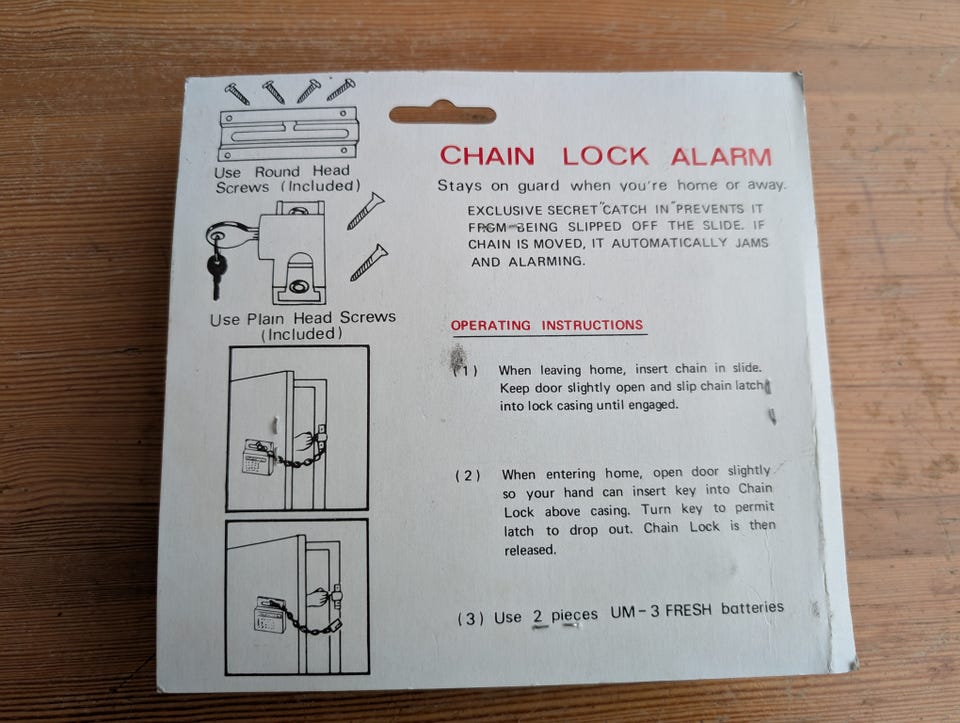 Use Round Head
Screws (Included)
Use Plain Head Screws
(Included)
CHAIN LOCK ALARM
Stays on guard when you're home or away.
EXCLUSIVE SECRET "CATCH IN" PREVENTS IT
FROM BEING SLIPPED OFF THE SLIDE. IF
CHAIN IS MOVED, IT AUTOMATICALLY JAMS
AND ALARMING.
OPERATING INSTRUCTIONS
(1) When leaving home, insert chain in slide.
Keep door slightly open and slip chain latch
into lock casing until engaged.
(2) When entering home, open door slightly
so your hand can insert key into Chain
Lock above casing. Turn key to permit
latch to drop out. Chain Lock is then
released.
(3) Use 2 pieces UM-3 FRESH batteries